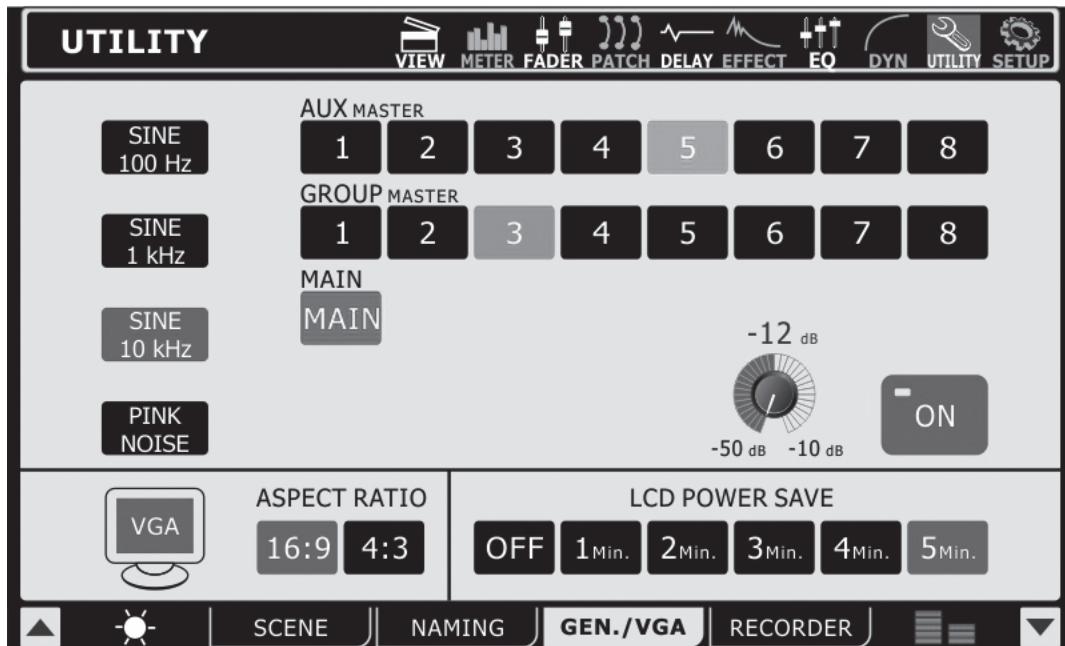 UTILITY
VIEW METER FADER PATCH DELAY EFFECT EQ DYN UTILITY SETUP
AUX MASTER
SINE 100 Hz
1 2 3 4 5 6 7 8
GROUP MASTER
SINE 1 kHz
1 2 3 4 5 6 7 8
MAIN
MAIN
SINE 10 kHz
-12 dB
PINK NOISE
ON
-50 dB -10 dB
VGA
ASPECT RATIO
16:9 4:3
LCD POWER SAVE
OFF 1Min. 2Min. 3Min. 4Min. 5Min.
SCENE NAMING GEN./VGA RECORDER